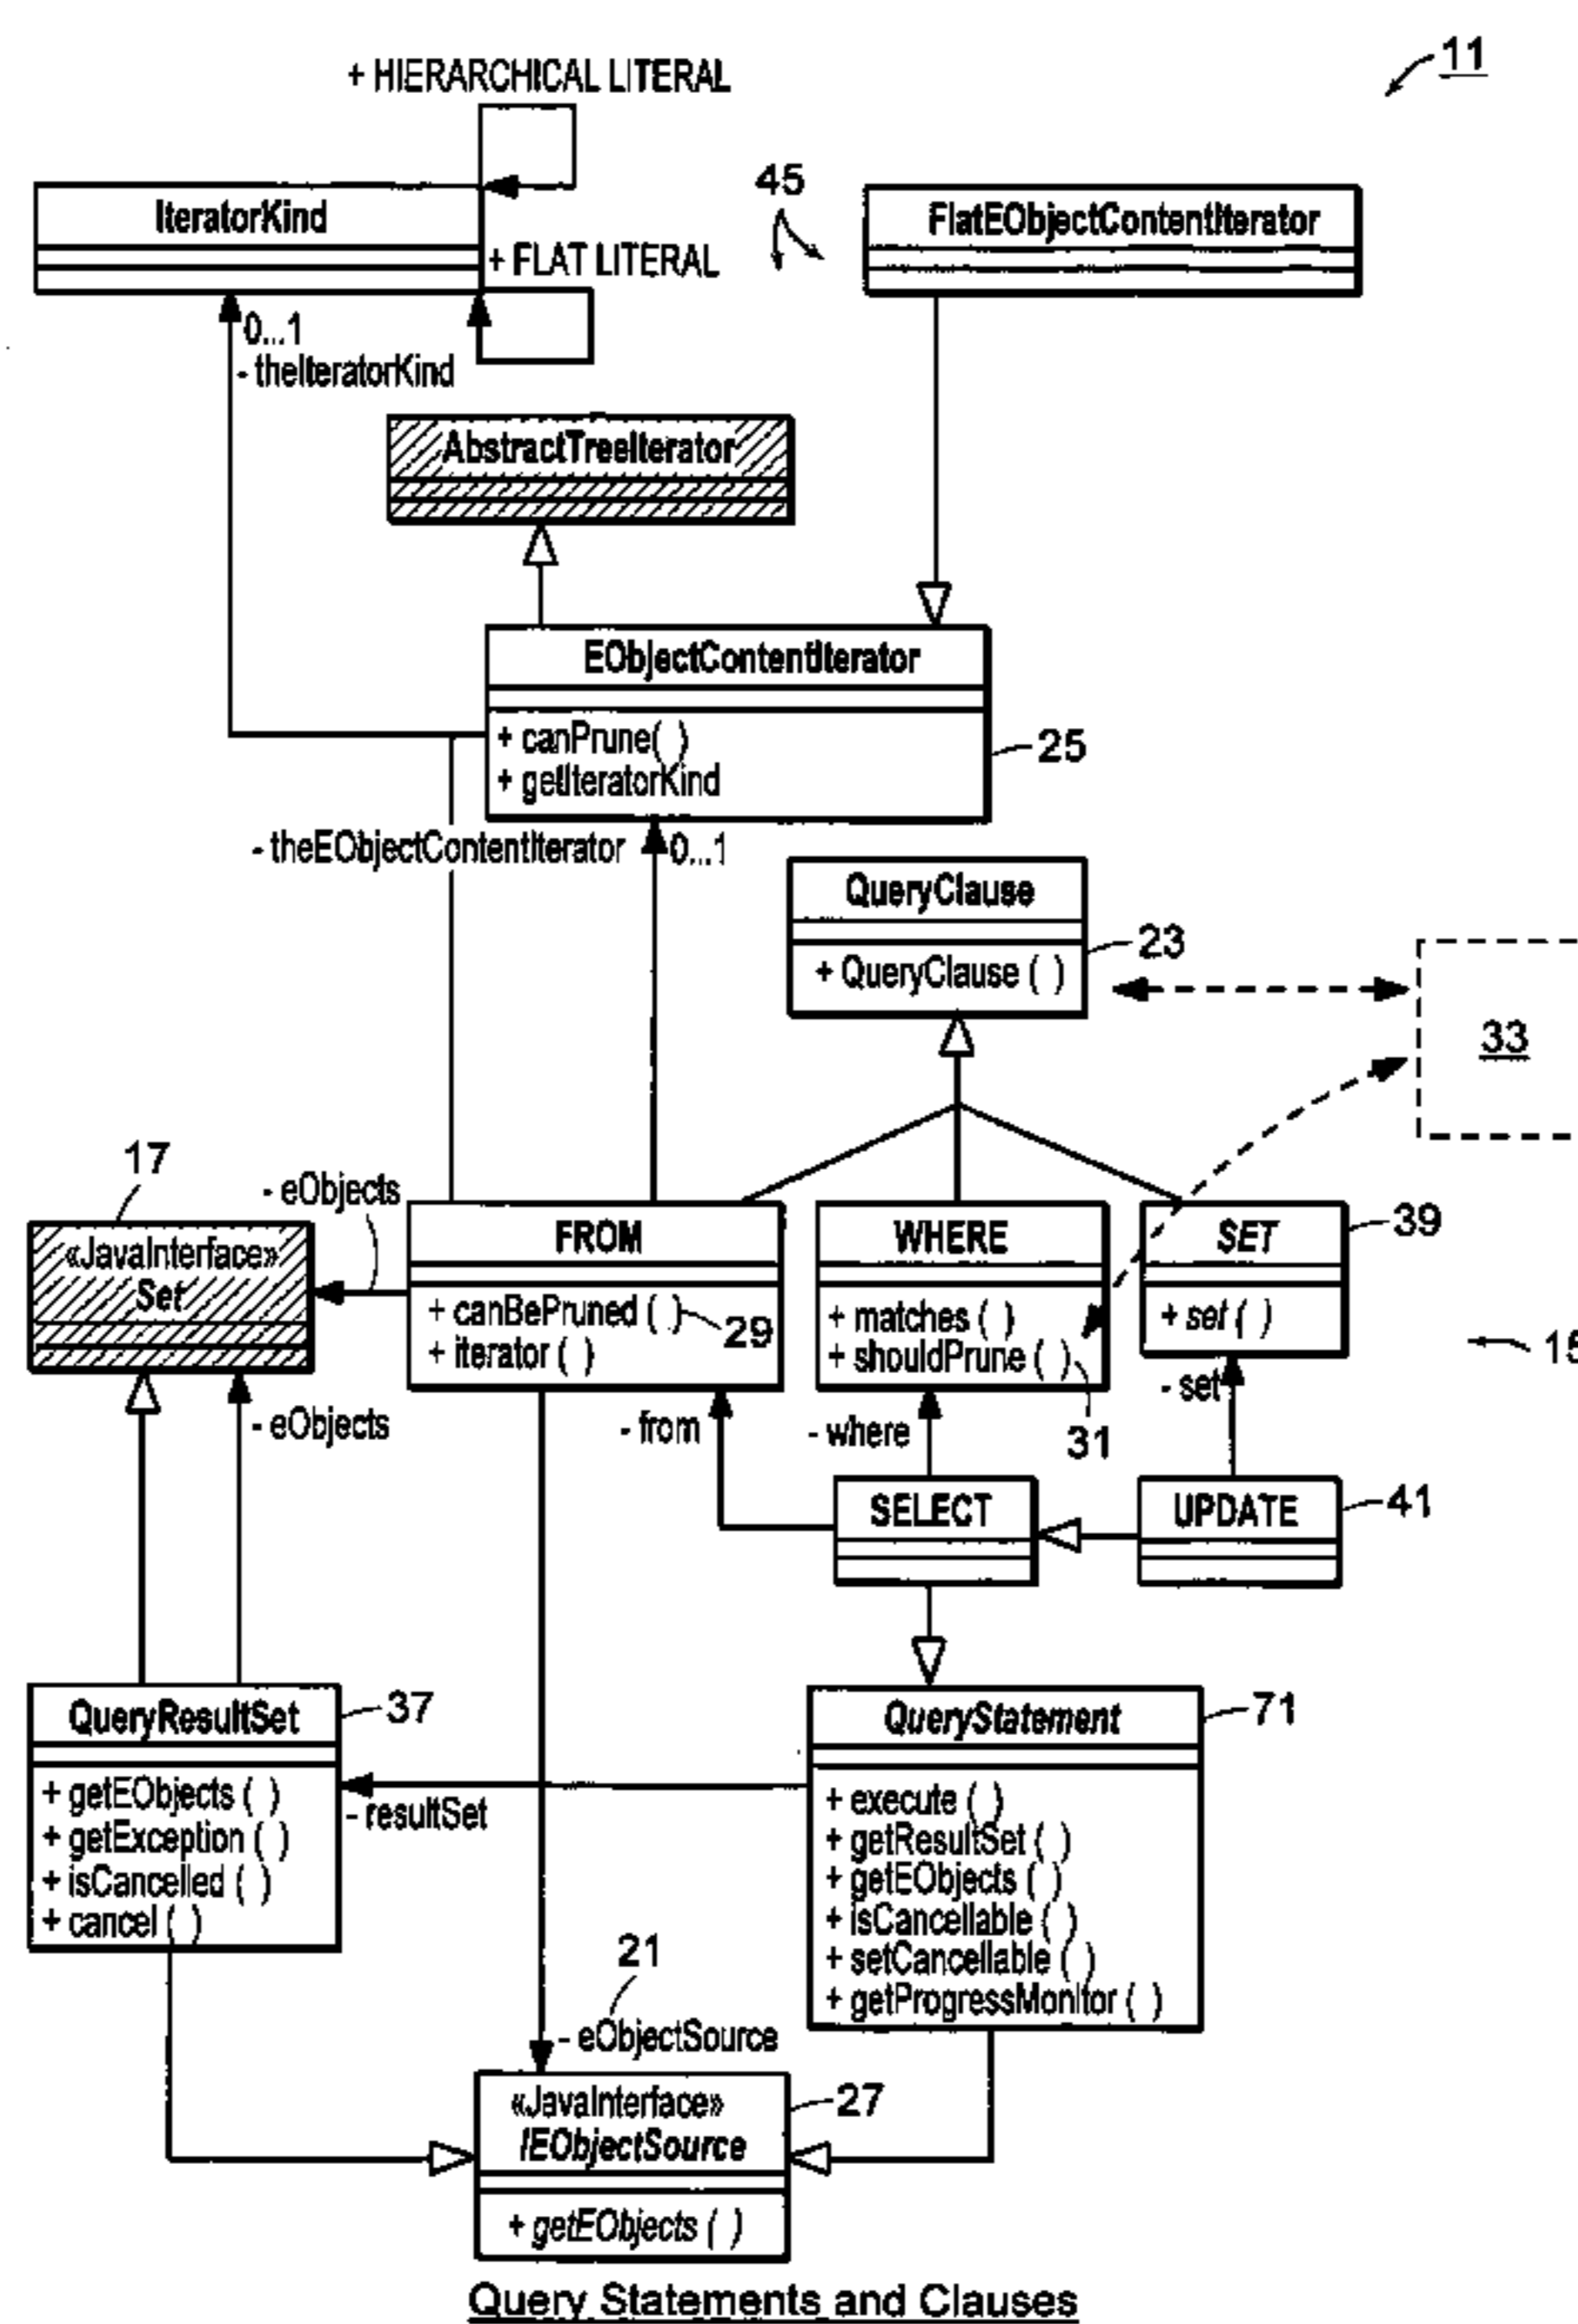 11
+ HIERARCHICAL LITERAL
IteratorKind
45
FlatEObjectContentIterator
+ FLAT LITERAL
0...1
- theIteratorKind
AbstractTreeIterator
EObjectContentIterator
+ canPrune( )
+ getIteratorKind
25
- theEObjectContentIterator
0...1
QueryClause
+ QueryClause ( )
23
33
17
- eObjects
«JavaInterface»
Set
FROM
+ canBePruned ( )
29
+ iterator ( )
WHERE
+ matches ( )
+ shouldPrune ( )
31
SET
39
+ set ( )
15
- eObjects
- from
- where
- set
SELECT
UPDATE
41
QueryResultSet
37
+ getEObjects ( )
+ getException ( )
+ isCancelled ( )
+ cancel ( )
- resultSet
QueryStatement
71
+ execute ( )
+ getResultSet ( )
+ getEObjects ( )
+ isCancellable ( )
+ setCancellable ( )
+ getProgressMonitor ( )
21
- eObjectSource
«JavaInterface»
IEObjectSource
27
+ getEObjects ( )
Query Statements and Clauses